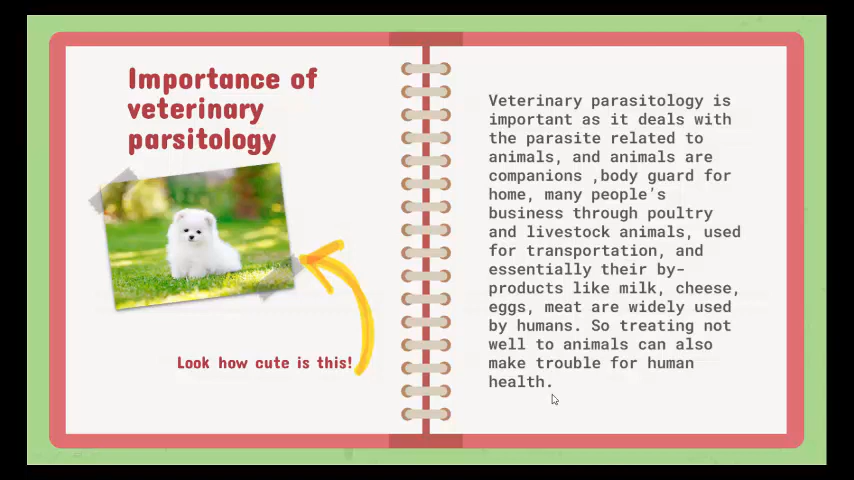 Importance of
veterinary
parsitology
Look how cute is this!
Veterinary parasitology is
important as it deals with
the parasite related to
animals, and animals are
companions ,body guard for
home, many people's
business through poultry
and livestock animals, used
for transportation, and
essentially their by-
products like milk, cheese,
eggs, meat are widely used
by humans. So treating not
well to animals can also
make trouble for human
health.